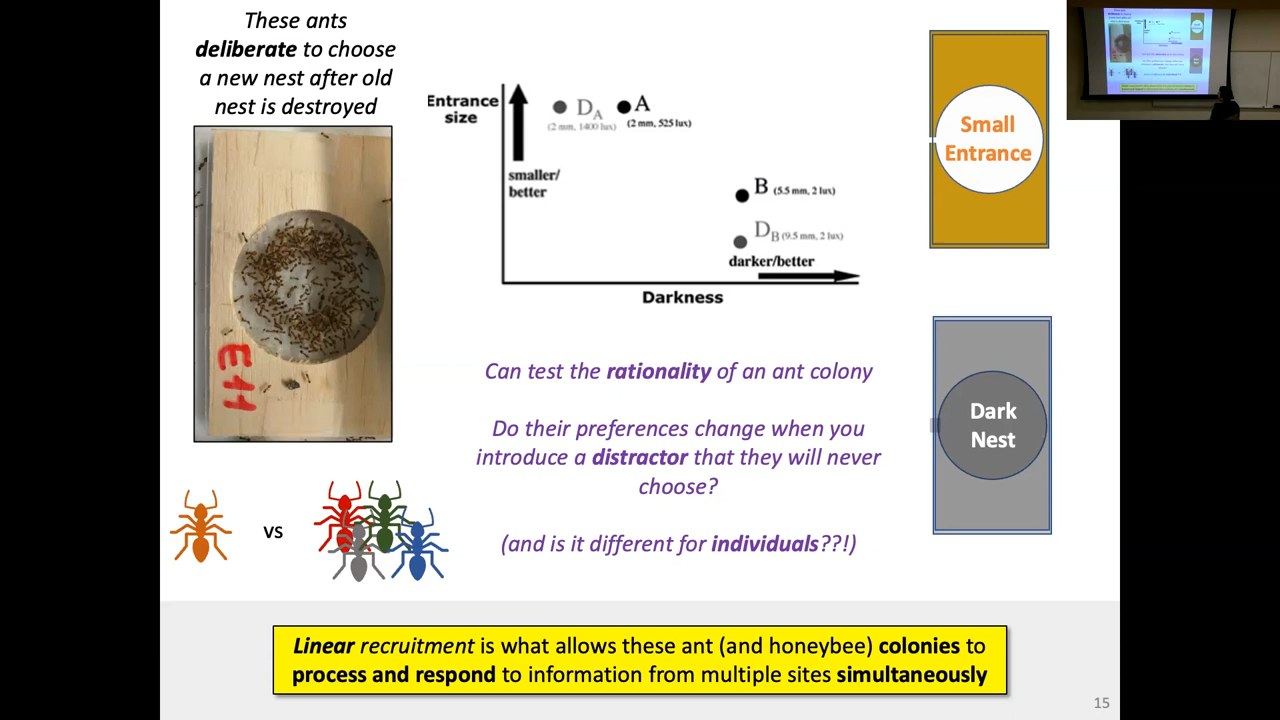 These ants
deliberate to choose
a new nest after old
nest is destroyed
E11
Entrance
size
smaller/
better
D_A
(2 mm, 1400 lux)
A
(2 mm, 525 lux)
B (5.5 mm, 2 lux)
D_B (9.5 mm, 2 lux)
darker/better
Darkness
Small
Entrance
Dark
Nest
Can test the rationality of an ant colony
Do their preferences change when you
introduce a distractor that they will never
choose?
(and is it different for individuals??!)
vs
Linear recruitment is what allows these ant (and honeybee) colonies to
process and respond to information from multiple sites simultaneously
15